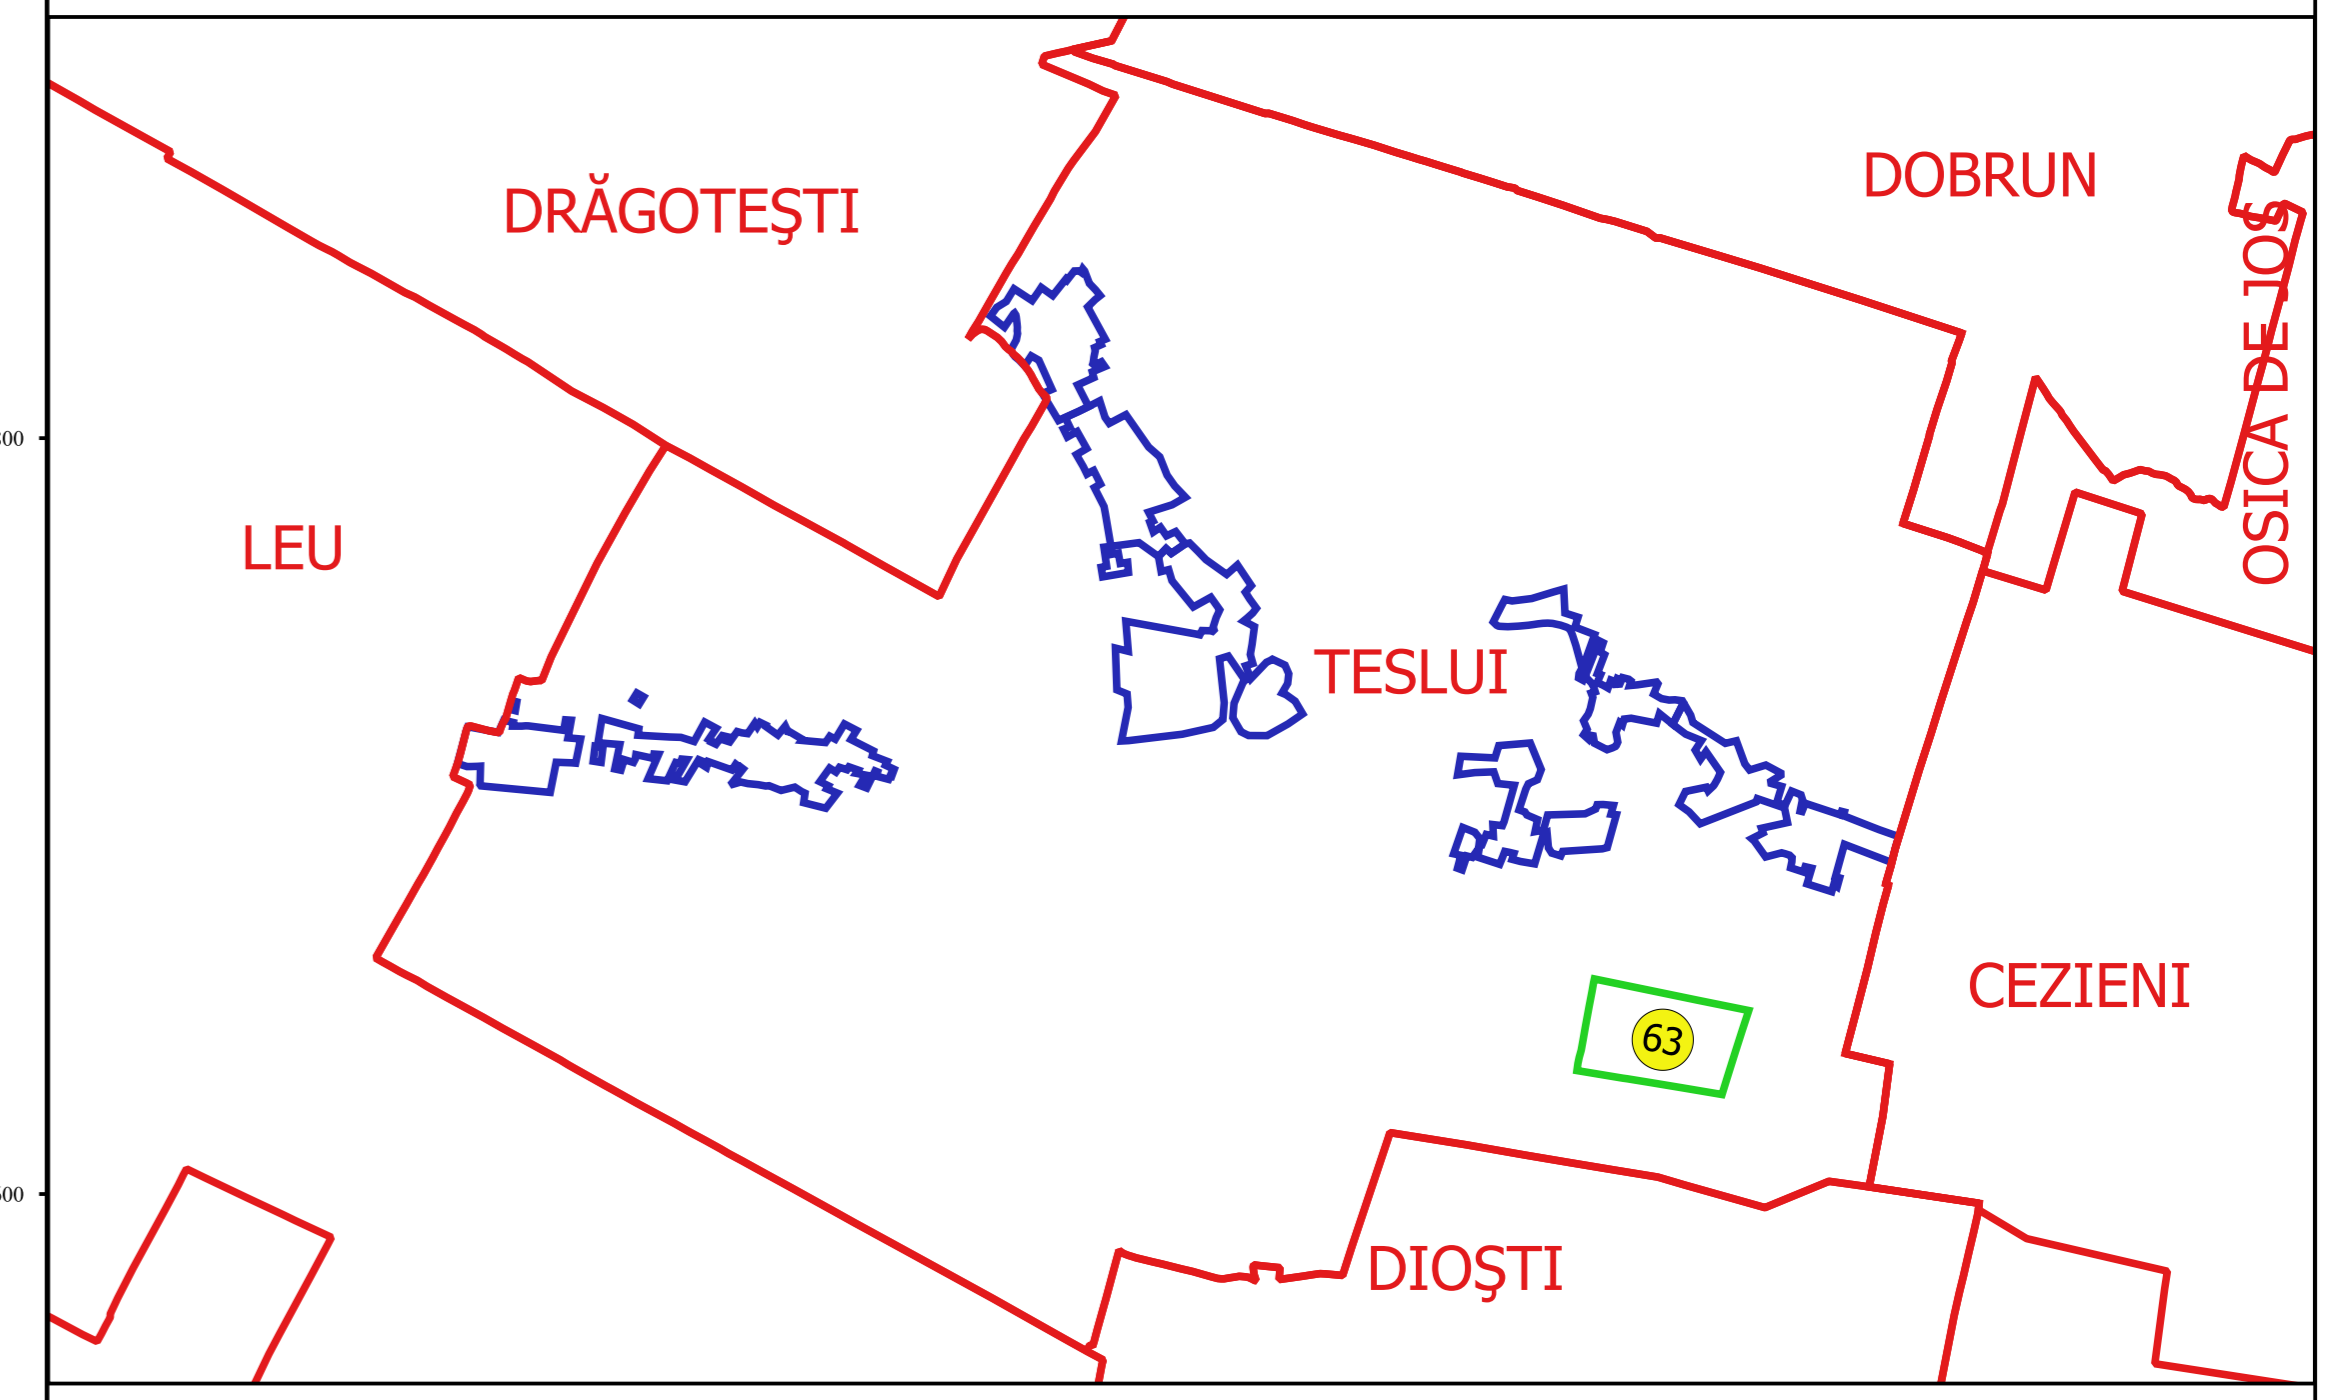 DOBRUN
DRĂGOTEŞTI
OSICA DE JOS
LEU
TESLUI
CEZIENI
63
DIOŞTI